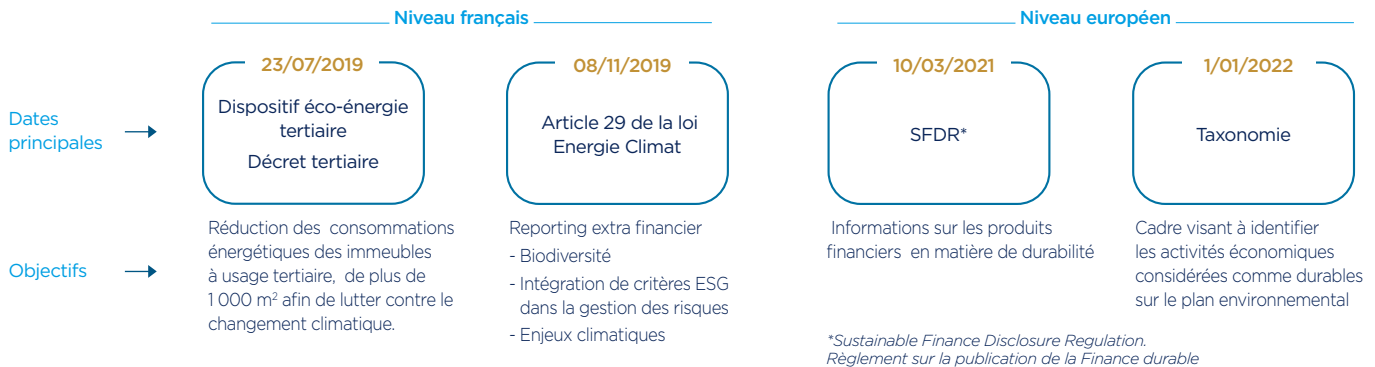 Niveau français
Niveau européen
23/07/2019
08/11/2019
10/03/2021
1/01/2022
Dates
principales
Dispositif éco-énergie
tertiaire
Décret tertiaire
Article 29 de la loi
Energie Climat
SFDR*
Taxonomie
Objectifs
Réduction des consommations
énergétiques des immeubles
à usage tertiaire, de plus de
1 000 m² afin de lutter contre le
changement climatique.
Reporting extra financier
- Biodiversité
- Intégration de critères ESG
dans la gestion des risques
- Enjeux climatiques
Informations sur les produits
financiers en matière de durabilité
Cadre visant à identifier
les activités économiques
considérées comme durables
sur le plan environnemental
*Sustainable Finance Disclosure Regulation.
Règlement sur la publication de la Finance durable